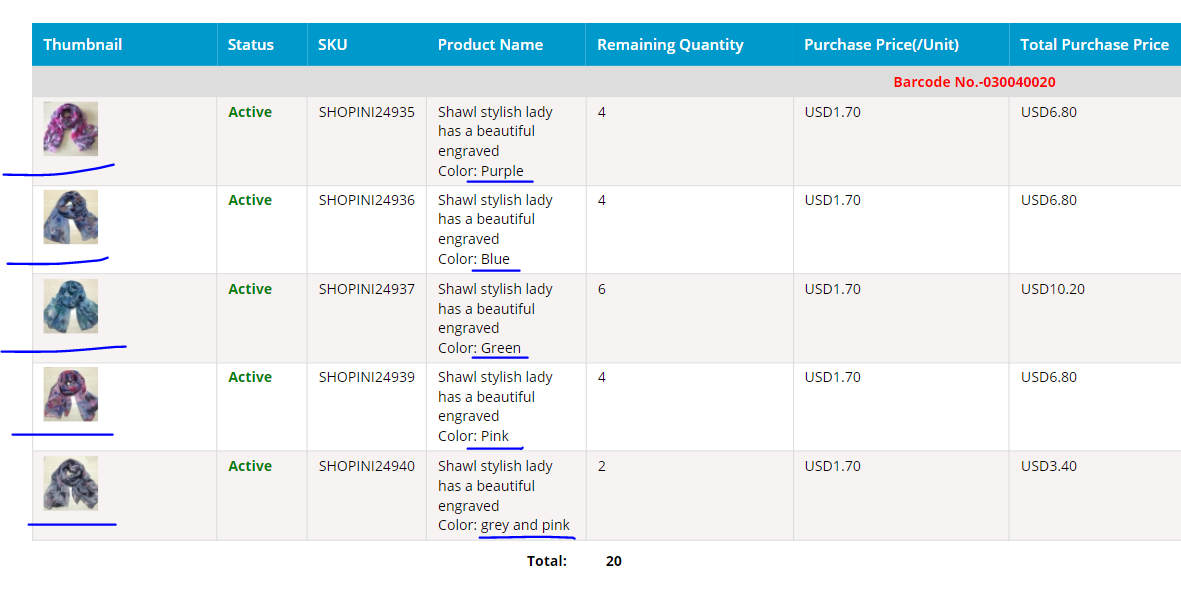 Thumbnail Status SKU Product Name Remaining Quantity Purchase Price(/Unit) Total Purchase Price
Barcode No.-030040020
Active SHOPINI24935 Shawl stylish lady 4 USD1.70 USD6.80
has a beautiful
engraved
Color: Purple
Active SHOPINI24936 Shawl stylish lady 4 USD1.70 USD6.80
has a beautiful
engraved
Color: Blue
Active SHOPINI24937 Shawl stylish lady 6 USD1.70 USD10.20
has a beautiful
engraved
Color: Green
Active SHOPINI24939 Shawl stylish lady 4 USD1.70 USD6.80
has a beautiful
engraved
Color: Pink
Active SHOPINI24940 Shawl stylish lady 2 USD1.70 USD3.40
has a beautiful
engraved
Color: grey and pink
Total: 20